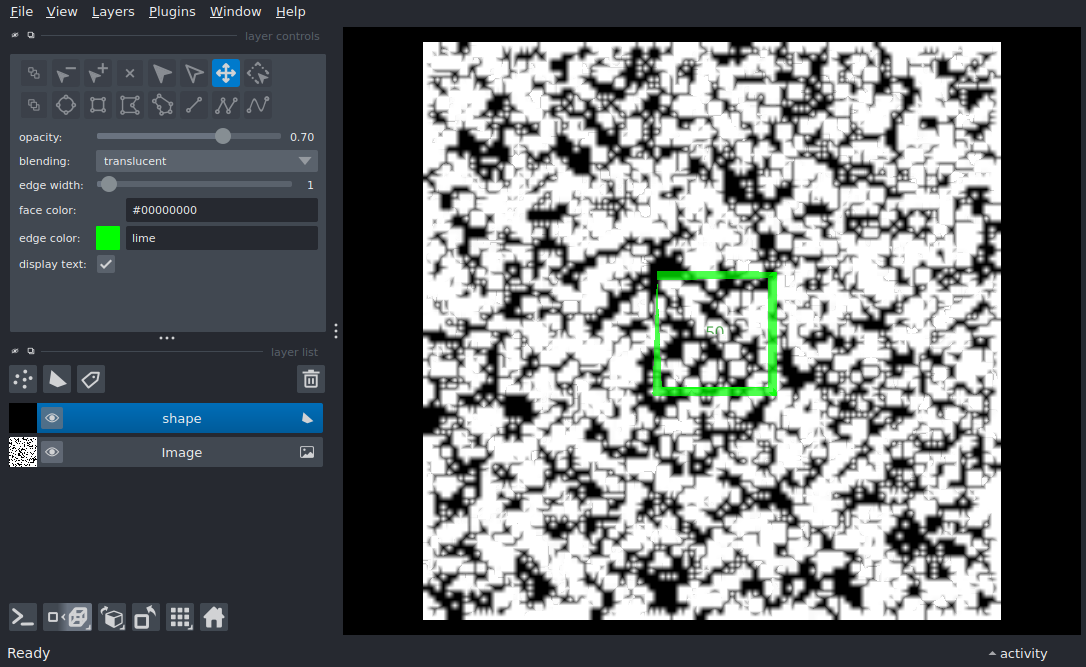 File View Layers Plugins Window Help
layer controls
opacity: 0.70
blending: translucent
edge width: 1
face color: #00000000
edge color: lime
display text:
layer list
shape
Image
50
Ready
activity